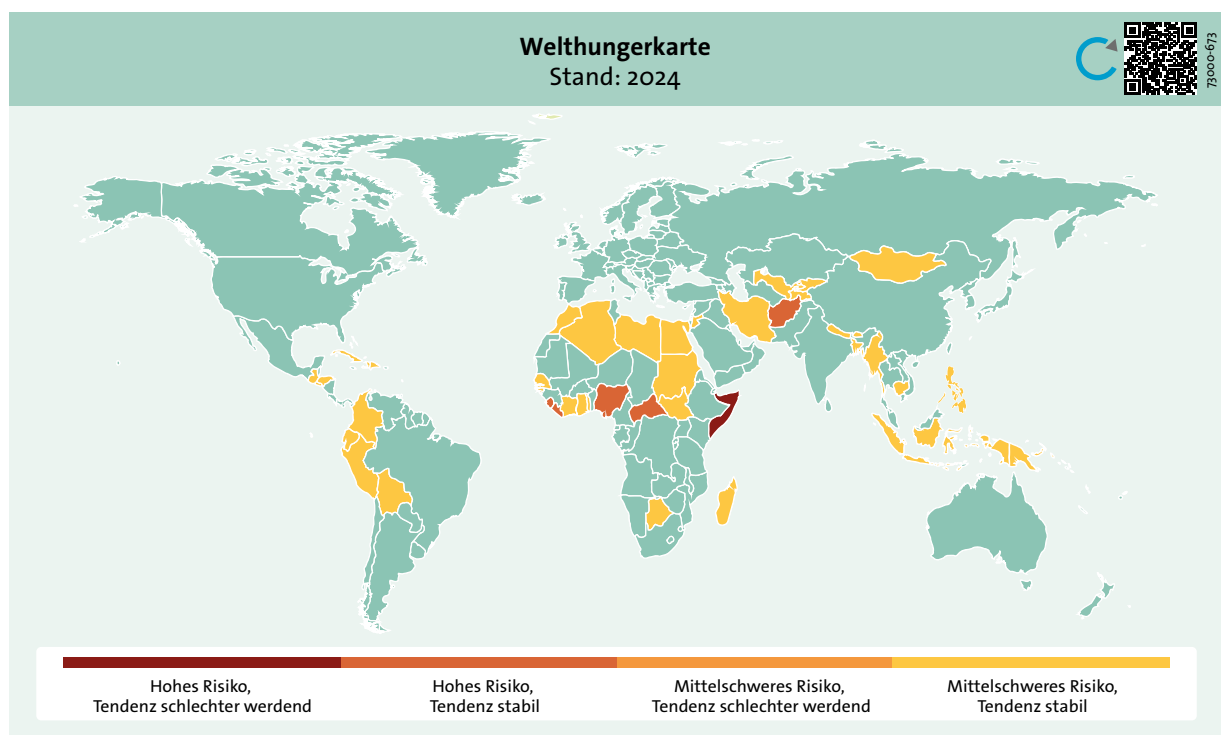 Welthungerkarte
Stand: 2024
73000-673
Hohes Risiko,
Tendenz schlechter werdend
Hohes Risiko,
Tendenz stabil
Mittelschweres Risiko,
Tendenz schlechter werdend
Mittelschweres Risiko,
Tendenz stabil